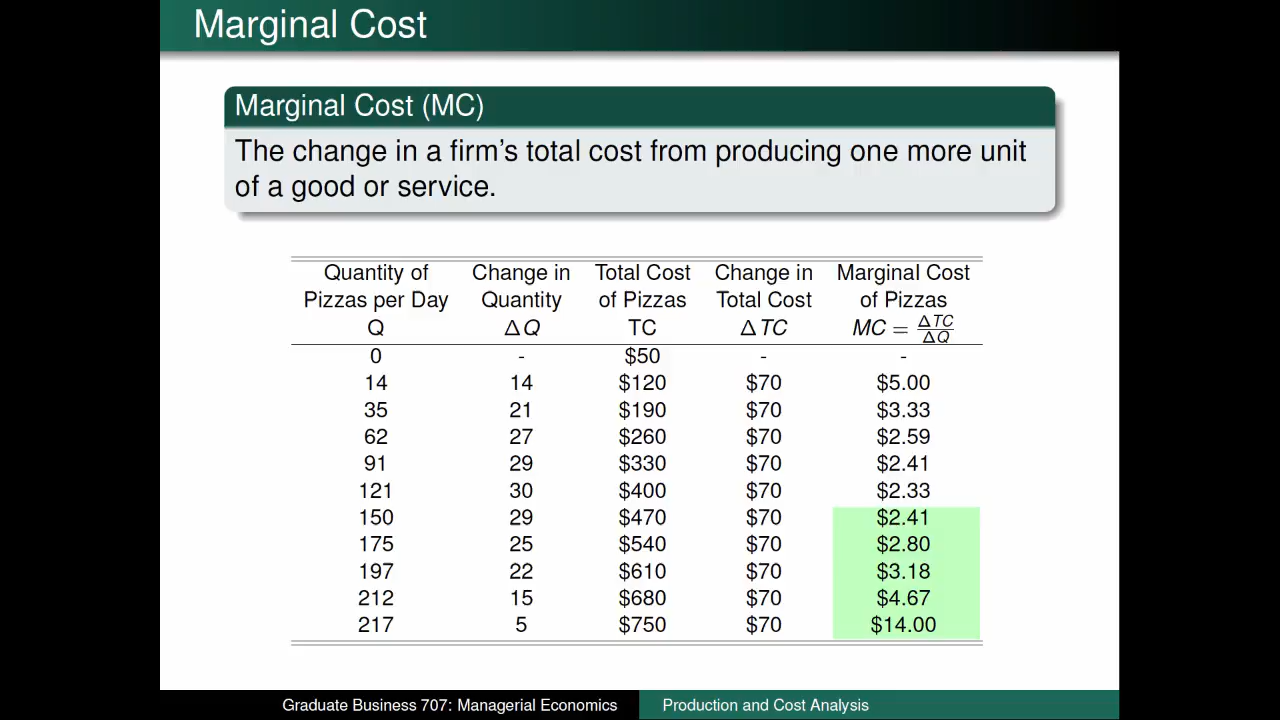 Marginal Cost
Marginal Cost (MC)
The change in a firm's total cost from producing one more unit
of a good or service.
Quantity of Change in Total Cost Change in Marginal Cost
Pizzas per Day Quantity of Pizzas Total Cost of Pizzas
Q ΔQ TC ΔTC MC = ΔTC/ΔQ
0 - $50 - -
14 14 $120 $70 $5.00
35 21 $190 $70 $3.33
62 27 $260 $70 $2.59
91 29 $330 $70 $2.41
121 30 $400 $70 $2.33
150 29 $470 $70 $2.41
175 25 $540 $70 $2.80
197 22 $610 $70 $3.18
212 15 $680 $70 $4.67
217 5 $750 $70 $14.00
Graduate Business 707: Managerial Economics Production and Cost Analysis